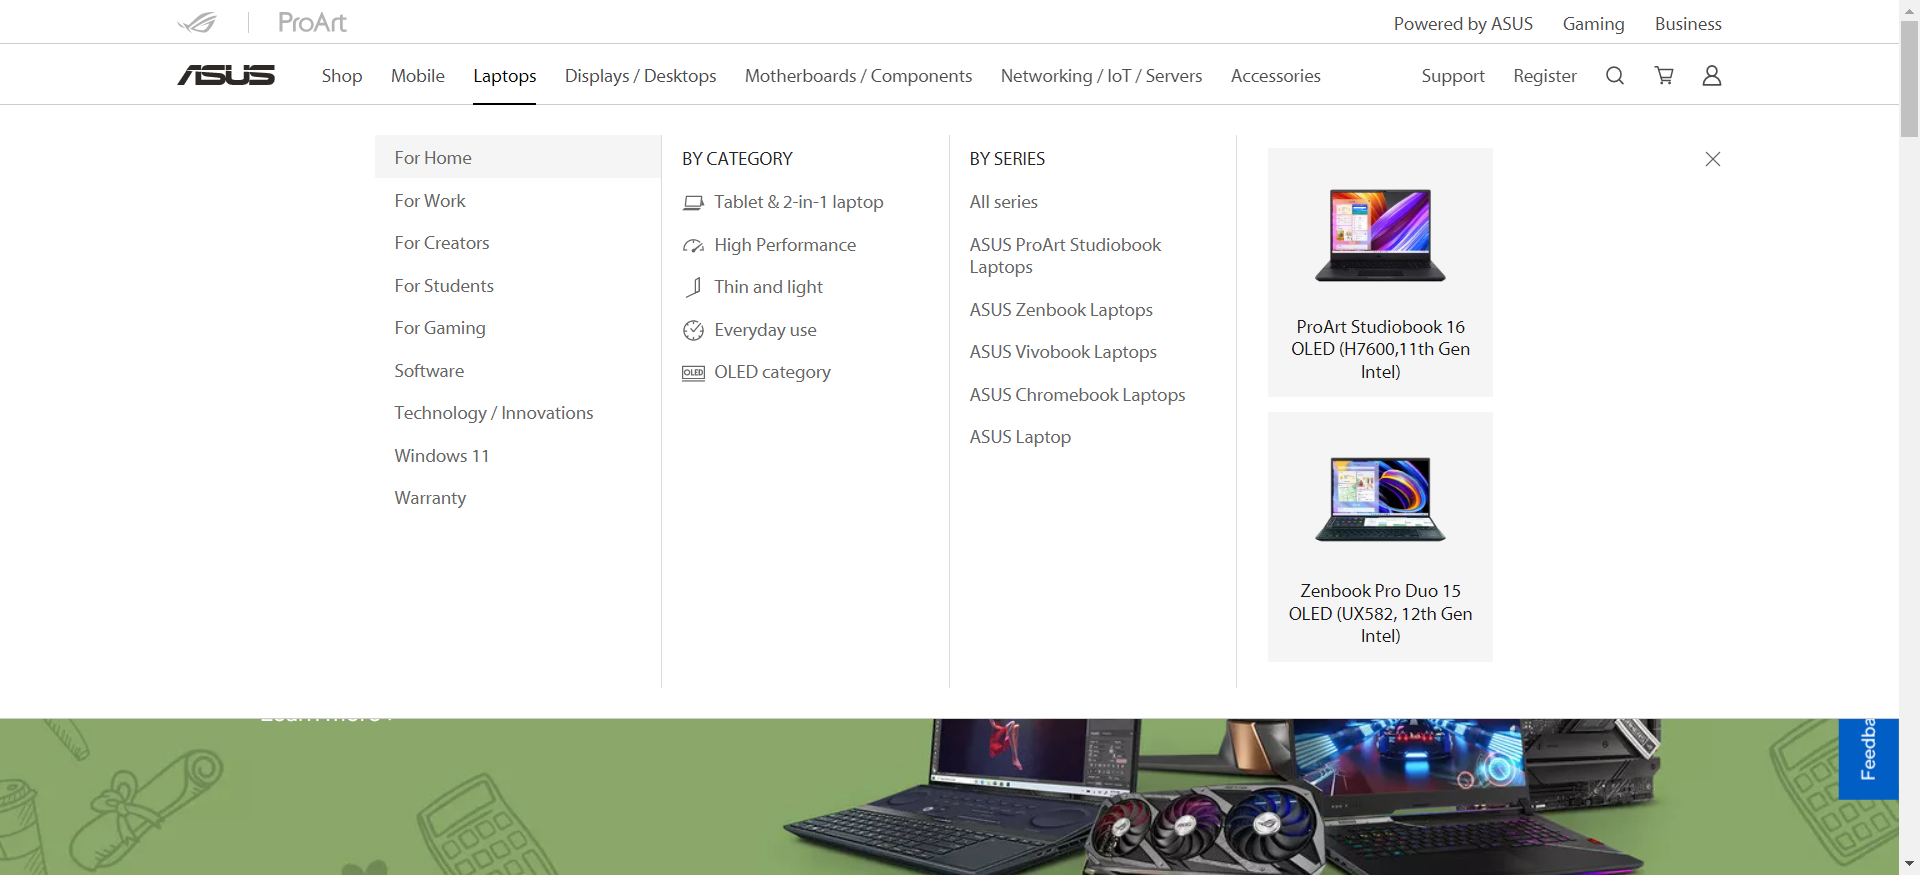 ProArt
Powered by ASUS
Gaming
Business
ASUS
Shop
Mobile
Laptops
Displays / Desktops
Motherboards / Components
Networking / IoT / Servers
Accessories
Support
Register
For Home
For Work
For Creators
For Students
For Gaming
Software
Technology / Innovations
Windows 11
Warranty
BY CATEGORY
Tablet & 2-in-1 laptop
High Performance
Thin and light
Everyday use
OLED
OLED category
BY SERIES
All series
ASUS ProArt Studiobook
Laptops
ASUS Zenbook Laptops
ASUS Vivobook Laptops
ASUS Chromebook Laptops
ASUS Laptop
ProArt Studiobook 16
OLED (H7600,11th Gen
Intel)
Zenbook Pro Duo 15
OLED (UX582, 12th Gen
Intel)
Feedba